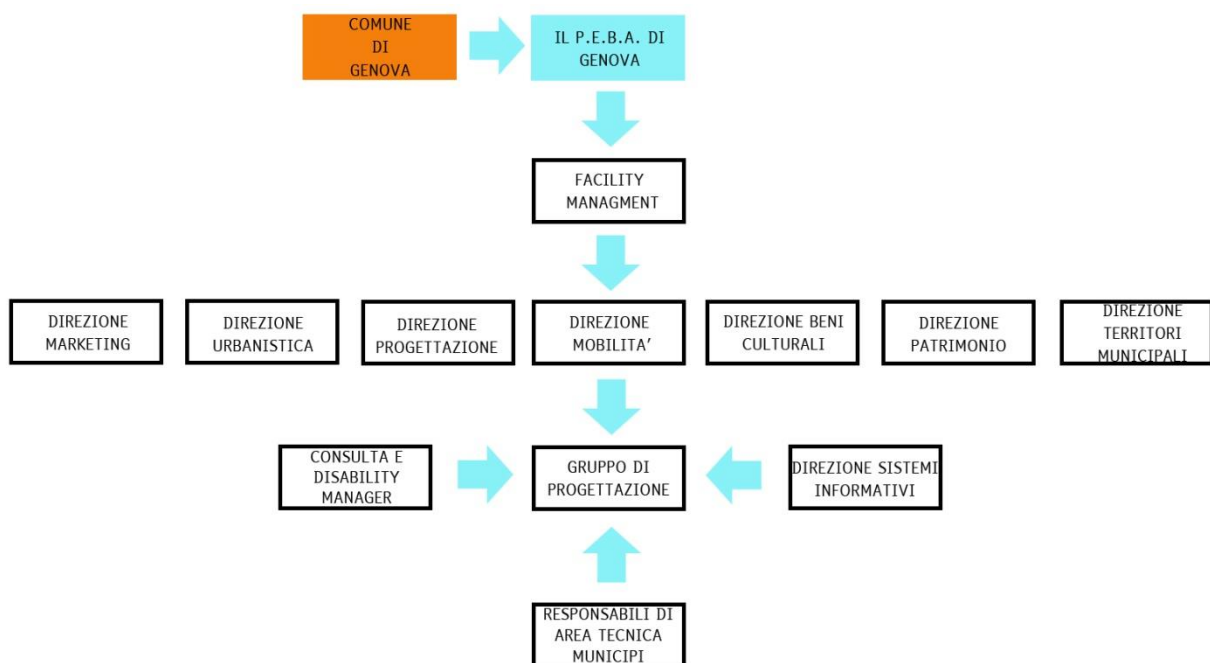 COMUNE
DI
GENOVA
IL P.E.B.A. DI
GENOVA
FACILITY
MANAGMENT
DIREZIONE
MARKETING
DIREZIONE
URBANISTICA
DIREZIONE
PROGETTAZIONE
DIREZIONE
MOBILITA’
DIREZIONE BENI
CULTURALI
DIREZIONE
PATRIMONIO
DIREZIONE
TERRITORI
MUNICIPALI
CONSULTA E
DISABILITY
MANAGER
GRUPPO DI
PROGETTAZIONE
DIREZIONE SISTEMI
INFORMATIVI
RESPONSABILI DI
AREA TECNICA
MUNICIPI